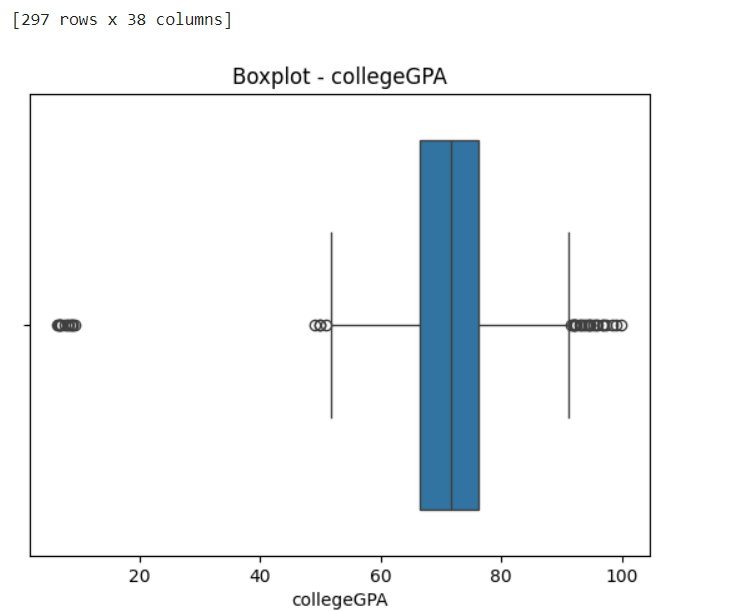 [297 rows x 38 columns]
Boxplot - collegeGPA
20 40 60 80 100
collegeGPA